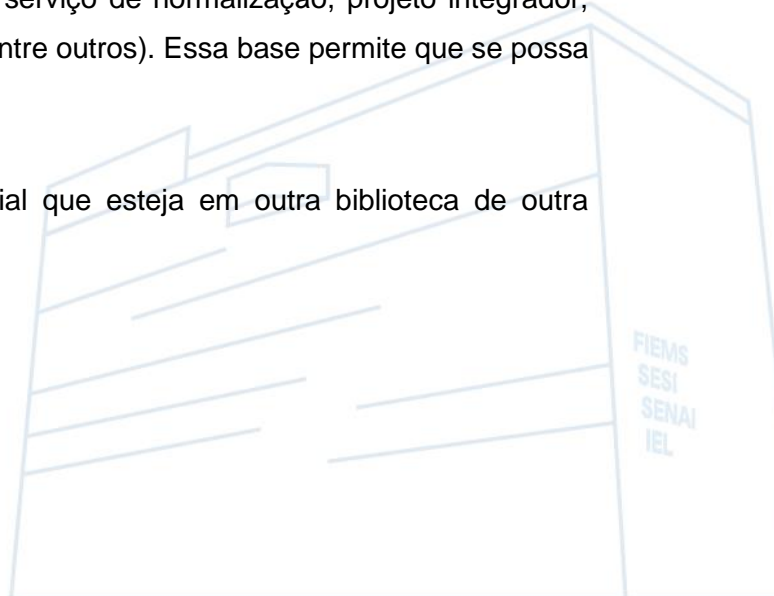 serviço de normalização, projeto integrador,
ntre outros). Essa base permite que se possa
ial que esteja em outra biblioteca de outra
FIEMS
SESI
SENAI
IEL